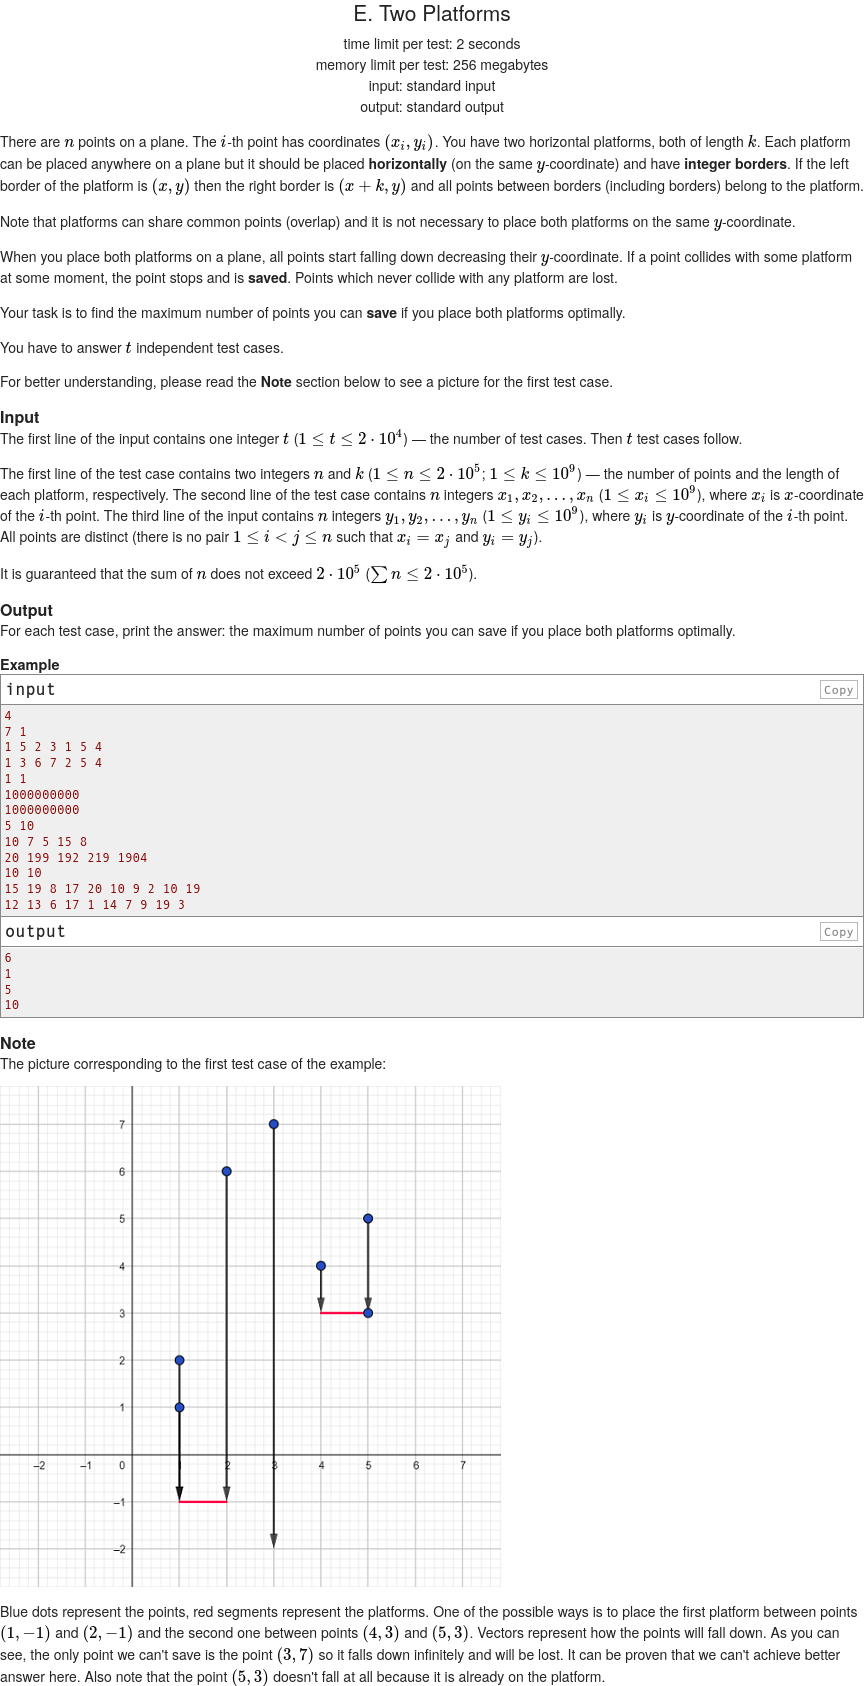 E. Two Platforms
time limit per test: 2 seconds
memory limit per test: 256 megabytes
input: standard input
output: standard output
There are n points on a plane. The i-th point has coordinates (x_i, y_i). You have two horizontal platforms, both of length k. Each platform
can be placed anywhere on a plane but it should be placed horizontally (on the same y-coordinate) and have integer borders. If the left
border of the platform is (x, y) then the right border is (x + k, y) and all points between borders (including borders) belong to the platform.
Note that platforms can share common points (overlap) and it is not necessary to place both platforms on the same y-coordinate.
When you place both platforms on a plane, all points start falling down decreasing their y-coordinate. If a point collides with some platform
at some moment, the point stops and is saved. Points which never collide with any platform are lost.
Your task is to find the maximum number of points you can save if you place both platforms optimally.
You have to answer t independent test cases.
For better understanding, please read the Note section below to see a picture for the first test case.
Input
The first line of the input contains one integer t (1 ≤ t ≤ 2 · 10^4) — the number of test cases. Then t test cases follow.
The first line of the test case contains two integers n and k (1 ≤ n ≤ 2 · 10^5; 1 ≤ k ≤ 10^9) — the number of points and the length of
each platform, respectively. The second line of the test case contains n integers x_1, x_2, . . . , x_n (1 ≤ x_i ≤ 10^9), where x_i is x-coordinate
of the i-th point. The third line of the input contains n integers y_1, y_2, . . . , y_n (1 ≤ y_i ≤ 10^9), where y_i is y-coordinate of the i-th point.
All points are distinct (there is no pair 1 ≤ i < j ≤ n such that x_i = x_j and y_i = y_j).
It is guaranteed that the sum of n does not exceed 2 · 10^5 (∑ n ≤ 2 · 10^5).
Output
For each test case, print the answer: the maximum number of points you can save if you place both platforms optimally.
Example
input Copy
4
7 1
1 5 2 3 1 5 4
1 3 6 7 2 5 4
1 1
1000000000
1000000000
5 10
10 7 5 15 8
20 199 192 219 1904
10 10
15 19 8 17 20 10 9 2 10 19
12 13 6 17 1 14 7 9 19 3
output Copy
6
1
5
10
Note
The picture corresponding to the first test case of the example:
7
6
5
4
3
2
1
−2 −1 0 1 2 3 4 5 6 7
−1
−2
Blue dots represent the points, red segments represent the platforms. One of the possible ways is to place the first platform between points
(1, −1) and (2, −1) and the second one between points (4, 3) and (5, 3). Vectors represent how the points will fall down. As you can
see, the only point we can't save is the point (3, 7) so it falls down infinitely and will be lost. It can be proven that we can't achieve better
answer here. Also note that the point (5, 3) doesn't fall at all because it is already on the platform.